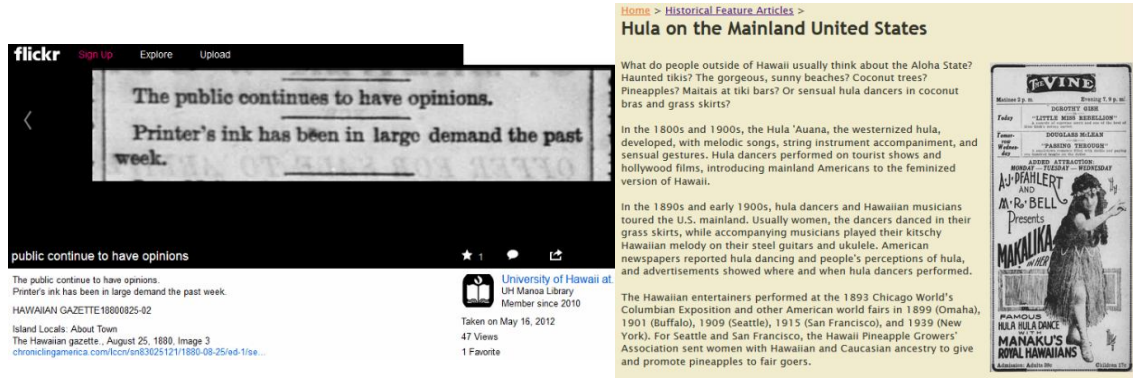 flickr Sign Up Explore Upload
The public continues to have opinions.
Printer's ink has been in large demand the past
week.
public continue to have opinions
1
The public continue to have opinions.
Printer's ink has been in large demand the past week.
HAWAIIAN GAZETTE18800825-02
Island Locals: About Town
The Hawaiian gazette., August 25, 1880, Image 3
chroniclingamerica.com/lccn/sn83025121/1880-08-25/ed-1/se...
University of Hawaii at
UH Manoa Library
Member since 2010
Taken on May 16, 2012
47 Views
1 Favorite
Home > Historical Feature Articles >
Hula on the Mainland United States
What do people outside of Hawaii usually think about the Aloha State?
Haunted tikis? The gorgeous, sunny beaches? Coconut trees?
Pineapples? Maitais at tiki bars? Or sensual hula dancers in coconut
bras and grass skirts?
In the 1800s and 1900s, the Hula 'Auana, the westernized hula,
developed, with melodic songs, string instrument accompaniment, and
sensual gestures. Hula dancers performed on tourist shows and
hollywood films, introducing mainland Americans to the feminized
version of Hawaii.
In the 1890s and early 1900s, hula dancers and Hawaiian musicians
toured the U.S. mainland. Usually women, the dancers danced in their
grass skirts, while accompanying musicians played their kitschy
Hawaiian melody on their steel guitars and ukulele. American
newspapers reported hula dancing and people's perceptions of hula,
and advertisements showed where and when hula dancers performed.
The Hawaiian entertainers performed at the 1893 Chicago World's
Columbian Exposition and other American world fairs in 1899 (Omaha),
1901 (Buffalo), 1909 (Seattle), 1915 (San Francisco), and 1939 (New
York). For Seattle and San Francisco, the Hawaii Pineapple Growers'
Association sent women with Hawaiian and Caucasian ancestry to give
and promote pineapples to fair goers.
The VINE
Matinee 2 p. m. Evening 7, 9 p. m.
DOROTHY GISH
Today "LITTLE MISS REBELLION"
DOUGLASS McLEAN
"PASSING THROUGH"
ADDED ATTRACTION:
MONDAY — TUESDAY — WEDNESDAY
A.J. PFAHLERT
AND
M.R. BELL
Presents
MAKALIKA
IN HER
FAMOUS
HULA HULA DANCE
WITH
MANAKU'S
ROYAL HAWAIIANS
Admission: Adults 39c Children 17c